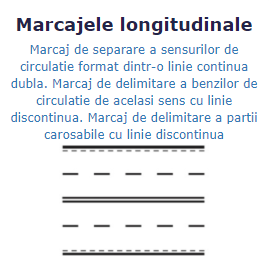 Marcajele longitudinale
Marcaj de separare a sensurilor de
circulatie format dintr-o linie continua
dubla. Marcaj de delimitare a benzilor de
circulatie de acelasi sens cu linie
discontinua. Marcaj de delimitare a partii
carosabile cu linie discontinua